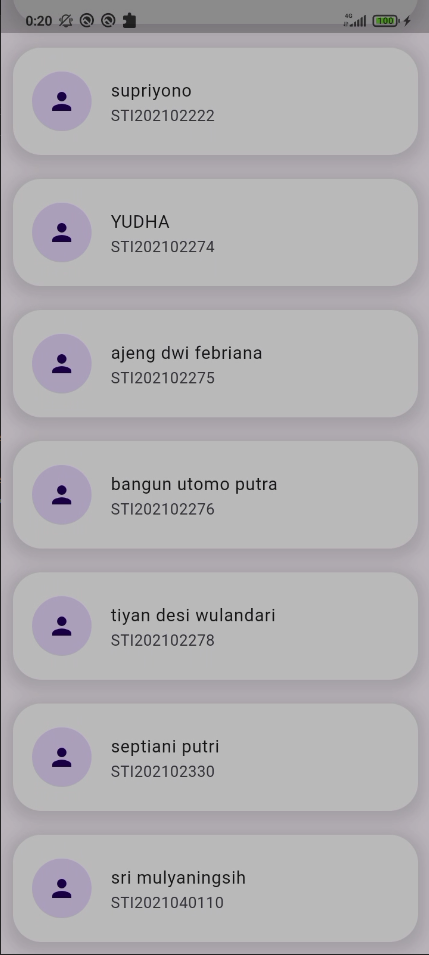 0:20
4G
100
supriyono
STI202102222
YUDHA
STI202102274
ajeng dwi febriana
STI202102275
bangun utomo putra
STI202102276
tiyan desi wulandari
STI202102278
septiani putri
STI202102330
sri mulyaningsih
STI2021040110